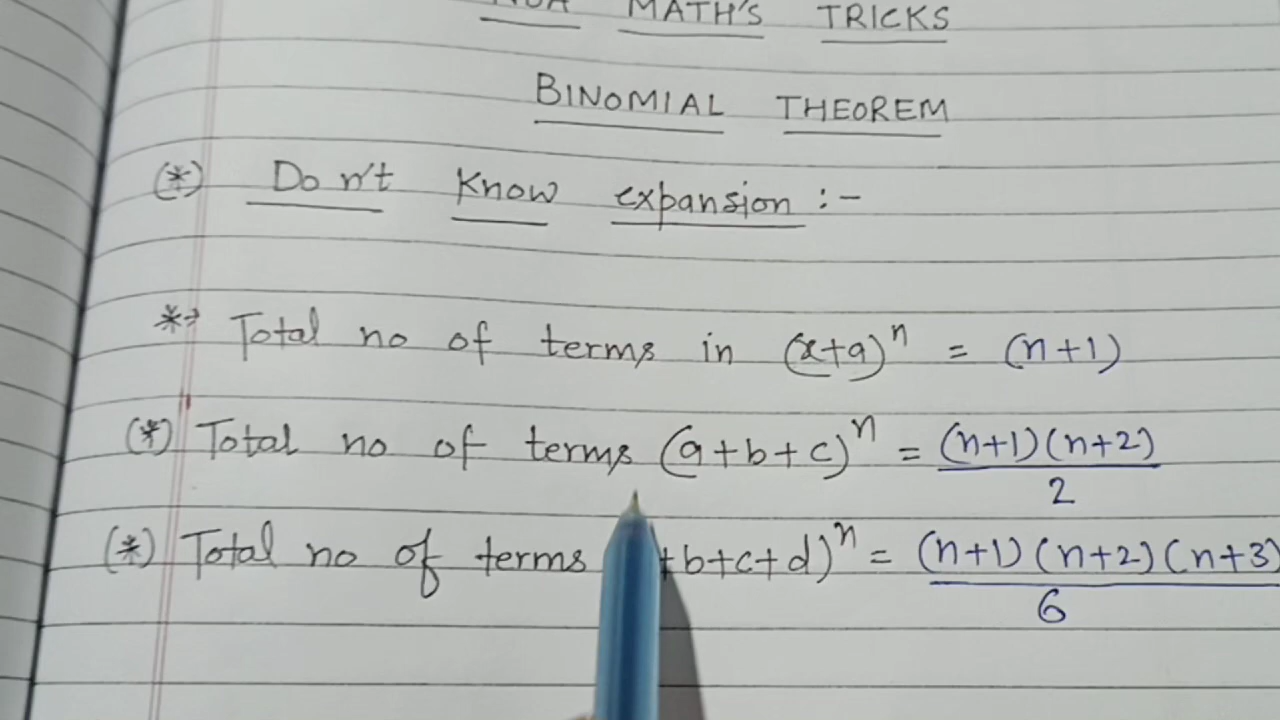 MATH'S TRICKS
BINOMIAL THEOREM
(*) Don't Know expansion :-
*→ Total no of terms in (x+a)ⁿ = (n+1)
(*) Total no of terms (a+b+c)ⁿ = (n+1)(n+2)/2
(*) Total no of terms +b+c+d)ⁿ = (n+1)(n+2)(n+3)/6